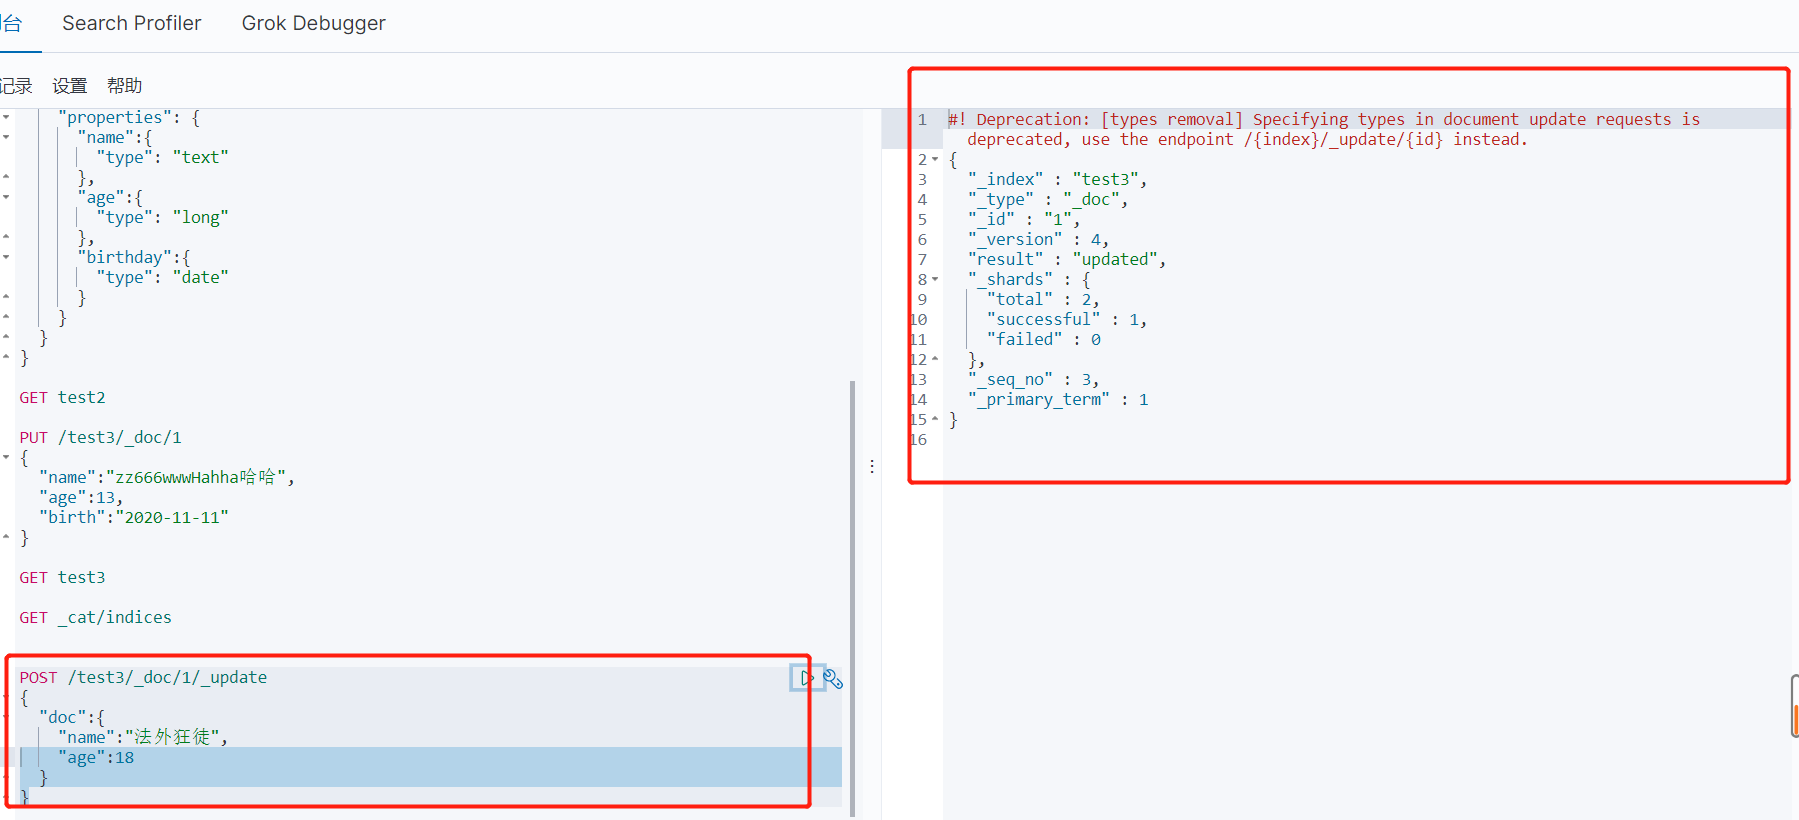 台 Search Profiler Grok Debugger
记录 设置 帮助
"properties": {
"name":{
"type": "text"
},
"age":{
"type": "long"
},
"birthday":{
"type": "date"
}
}
}
}
GET test2
PUT /test3/_doc/1
{
"name":"zz666wwwHahha哈哈",
"age":13,
"birth":"2020-11-11"
}
GET test3
GET _cat/indices
POST /test3/_doc/1/_update
{
"doc":{
"name":"法外狂徒",
"age":18
}
}
1 #! Deprecation: [types removal] Specifying types in document update requests is
deprecated, use the endpoint /{index}/_update/{id} instead.
2 {
3 "_index" : "test3",
4 "_type" : "_doc",
5 "_id" : "1",
6 "_version" : 4,
7 "result" : "updated",
8 "_shards" : {
9 "total" : 2,
10 "successful" : 1,
11 "failed" : 0
12 },
13 "_seq_no" : 3,
14 "_primary_term" : 1
15 }
16